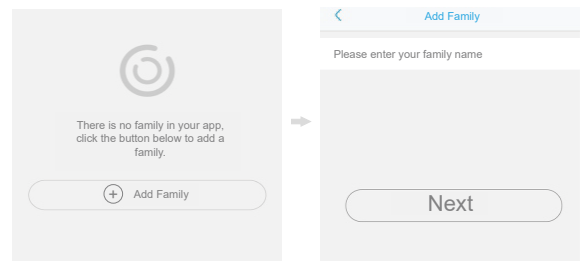 There is no family in your app,
click the button below to add a
family.
Add Family
Add Family
Please enter your family name
Next